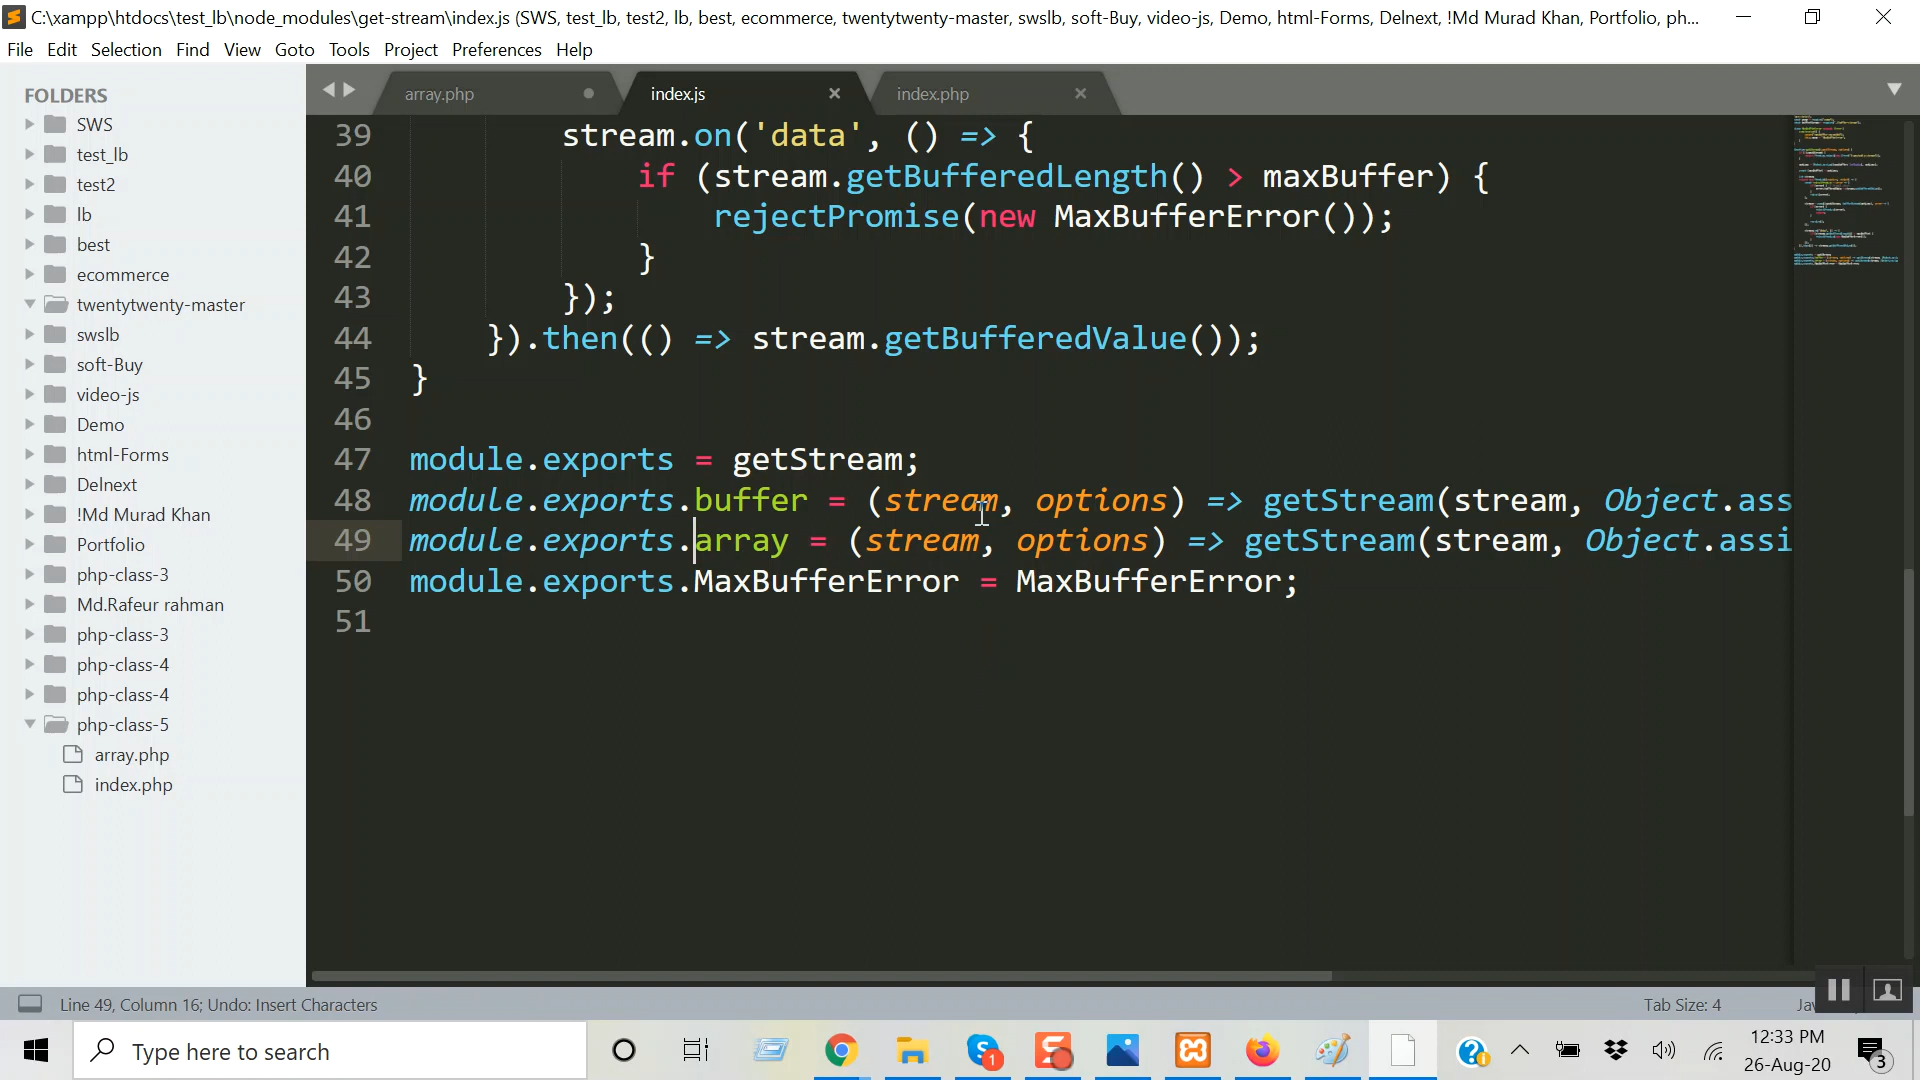 C:\xampp\htdocs\test_lb\node_modules\get-stream\index.js (SWS, test_lb, test2, lb, best, ecommerce, twentytwenty-master, swslb, soft-Buy, video-js, Demo, html-Forms, Delnext, !Md Murad Khan, Portfolio, ph...
File Edit Selection Find View Goto Tools Project Preferences Help
FOLDERS
SWS
test_lb
test2
lb
best
ecommerce
twentytwenty-master
swslb
soft-Buy
video-js
Demo
html-Forms
Delnext
!Md Murad Khan
Portfolio
php-class-3
Md.Rafeur rahman
php-class-3
php-class-4
php-class-4
php-class-5
array.php
index.php
array.php index.js index.php
39 stream.on('data', () => {
40 if (stream.getBufferedLength() > maxBuffer) {
41 rejectPromise(new MaxBufferError());
42 }
43 });
44 }).then(() => stream.getBufferedValue());
45 }
46
47 module.exports = getStream;
48 module.exports.buffer = (stream, options) => getStream(stream, Object.ass
49 module.exports.array = (stream, options) => getStream(stream, Object.assi
50 module.exports.MaxBufferError = MaxBufferError;
51
Line 49, Column 16; Undo: Insert Characters
Tab Size: 4
Type here to search
1
12:33 PM
26-Aug-20
3